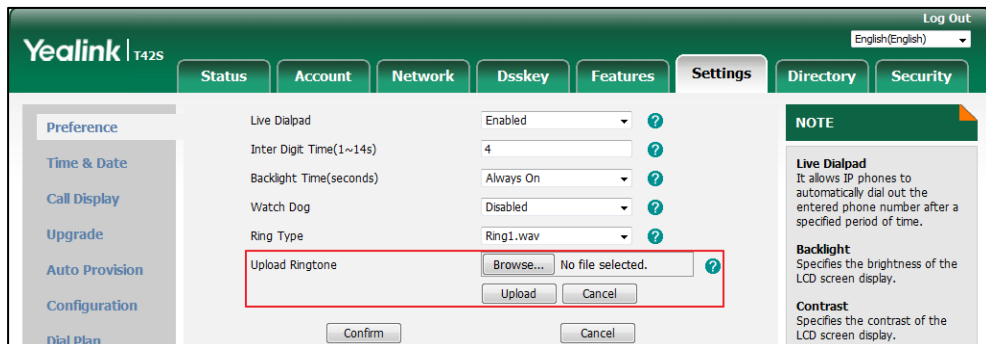 Log Out
English(English)
Yealink T42S
Status Account Network Dsskey Features Settings Directory Security
Preference
Time & Date
Call Display
Upgrade
Auto Provision
Configuration
Dial Plan
Live Dialpad Enabled ?
Inter Digit Time(1~14s) 4 ?
Backlight Time(seconds) Always On ?
Watch Dog Disabled ?
Ring Type Ring1.wav ?
Upload Ringtone Browse... No file selected. ?
Upload Cancel
Confirm Cancel
NOTE
Live Dialpad
It allows IP phones to
automatically dial out the
entered phone number after a
specified period of time.
Backlight
Specifies the brightness of the
LCD screen display.
Contrast
Specifies the contrast of the
LCD screen display.